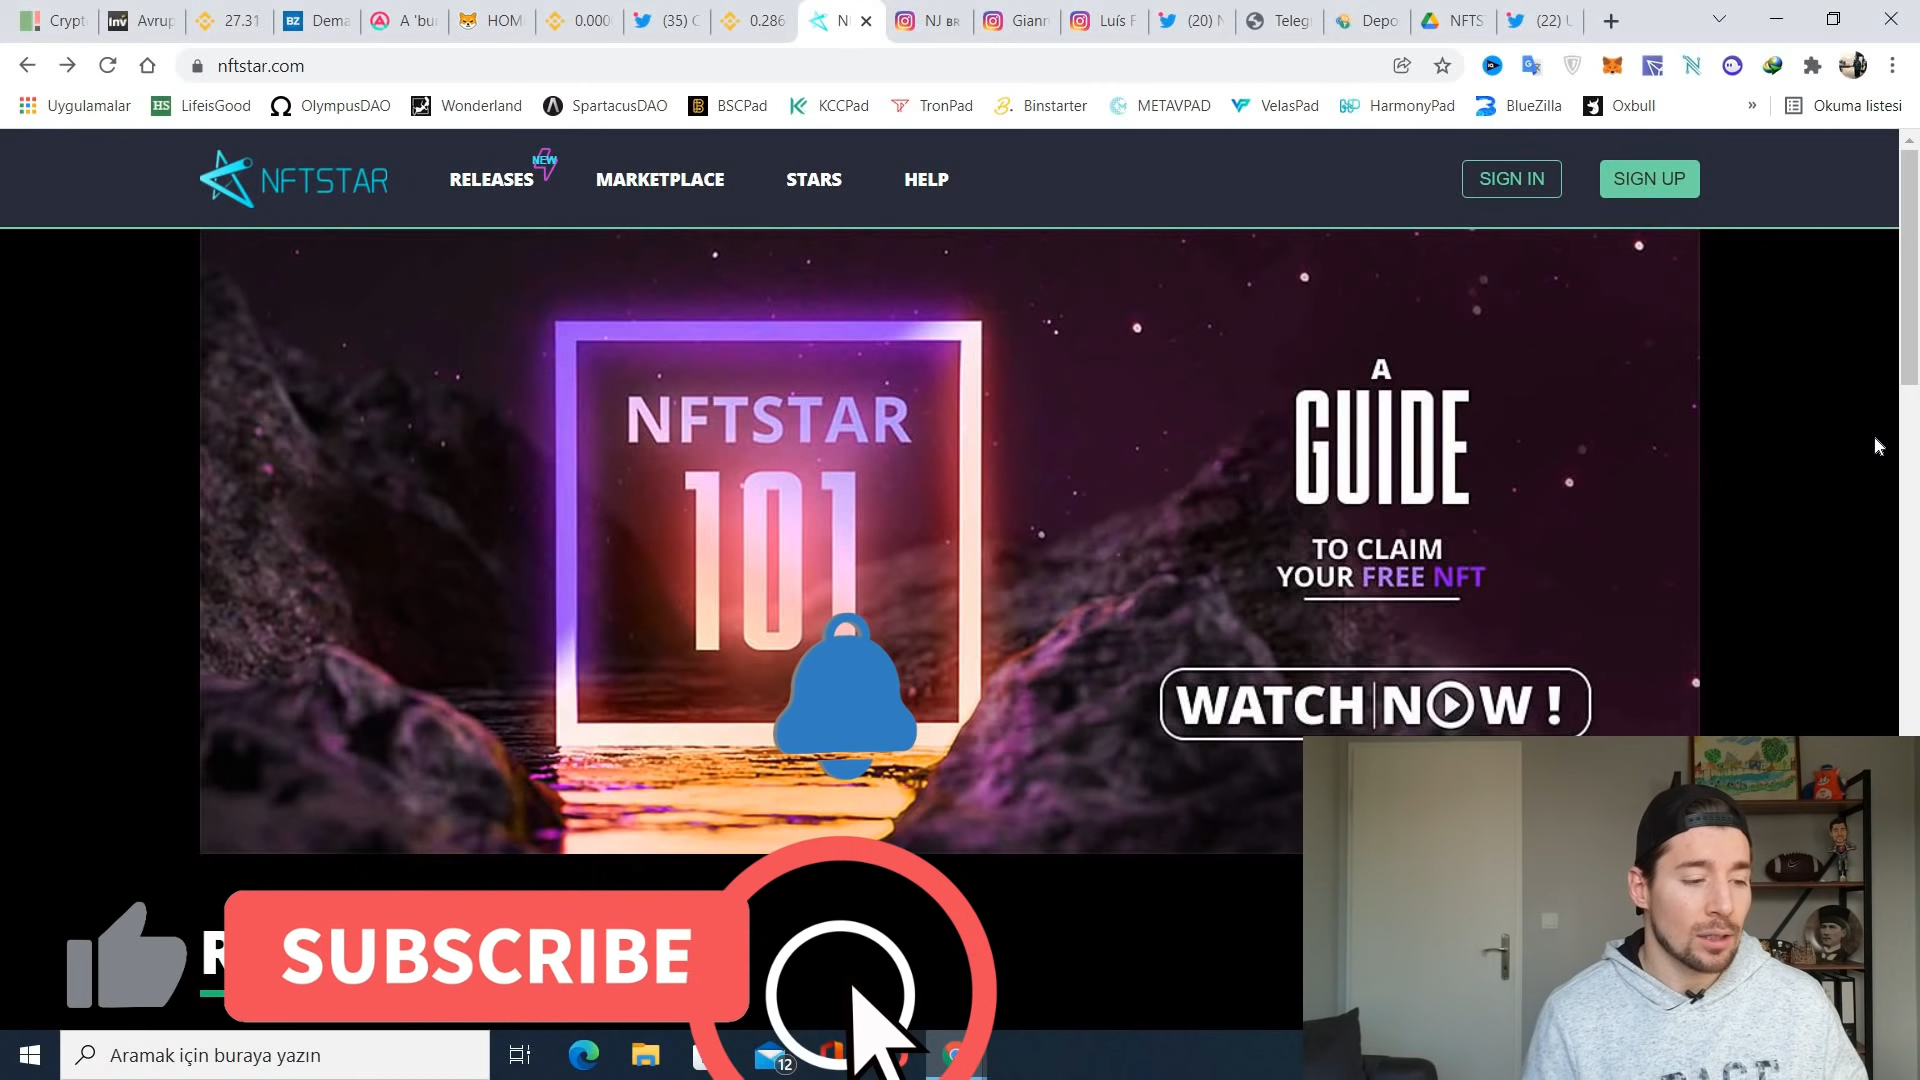 Crypt
Avrup
27.31
Dema
A 'bu
HOM
0.000
(35) C
0.286
N
NJ BR
Giann
Luís F
(20) N
Telegr
Depo
NFTS
(22) U
nftstar.com
Uygulamalar
HS LifeisGood
OlympusDAO
Wonderland
SpartacusDAO
BSCPad
KCCPad
TronPad
Binstarter
METAVPAD
VelasPad
HarmonyPad
BlueZilla
Oxbull
»
Okuma listesi
NFTSTAR
RELEASES
NEW
MARKETPLACE
STARS
HELP
SIGN IN
SIGN UP
NFTSTAR
101
A
GUIDE
TO CLAIM
YOUR FREE NFT
WATCH NOW !
SUBSCRIBE
Aramak için buraya yazın
12